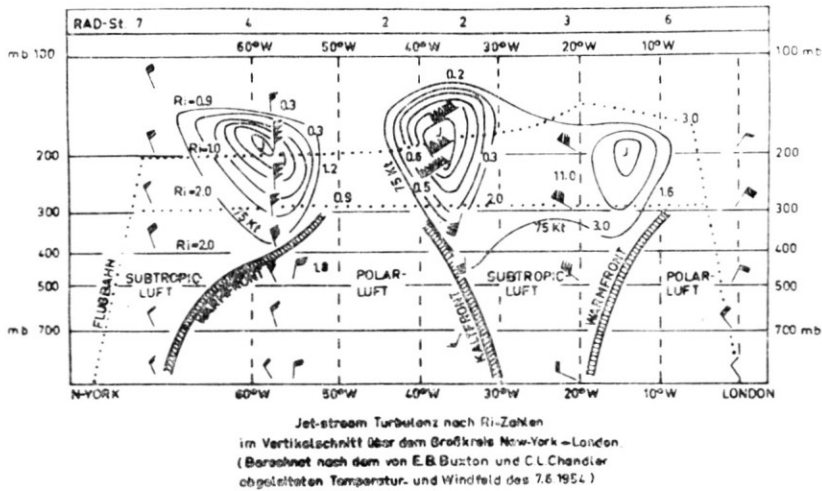 RAD-St 7 4 2 2 3 6
60°W 40°W 30°W 20°W 10°W
mb 100 100 mb
0.2
Ri=0.9 0.3
3.0
0.3
Ri=1.0 J J J
200 0.6 0.3 200
1.2 11.0
75 Kt 0.5 1.6
Ri=2.0 0.9 2.0
300 300
75 Kt 75 Kt 3.0
Ri=2.0
400 400
1.8
FLUGBAHN SUBTROPIC- WARMFRONT POLAR- SUBTROPIC- WARMFRONT POLAR-
500 LUFT LUFT LUFT LUFT 500
KALTFRONT
mb 700 700 mb
N-YORK 60°W 50°W 40°W 30°W 20°W 10°W LONDON
Jet-stream Turbulenz nach Ri-Zahlen
im Vertikalschnitt über dem Großkreis New-York – London.
(Berechnet nach dem von E.B. Buxton und C.L. Chandler
abgeleiteten Temperatur- und Windfeld des 7.6.1954)